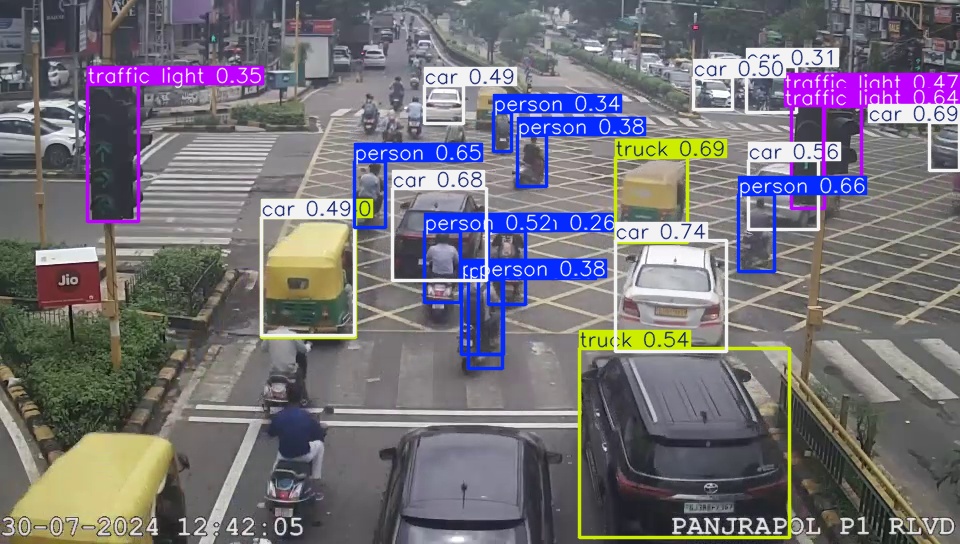 car 0.31
car 0.50
car 0.49
traffic light 0.35
traffic light 0.47
traffic light 0.64
person 0.34
car 0.69
person 0.38
truck 0.69
car 0.56
person 0.65
car 0.68
person 0.66
car 0.49
person 0.52
0.26
car 0.74
person 0.38
Jio
truck 0.54
30-07-2024 12:42:05
PANJRAPOL P1 RLVD